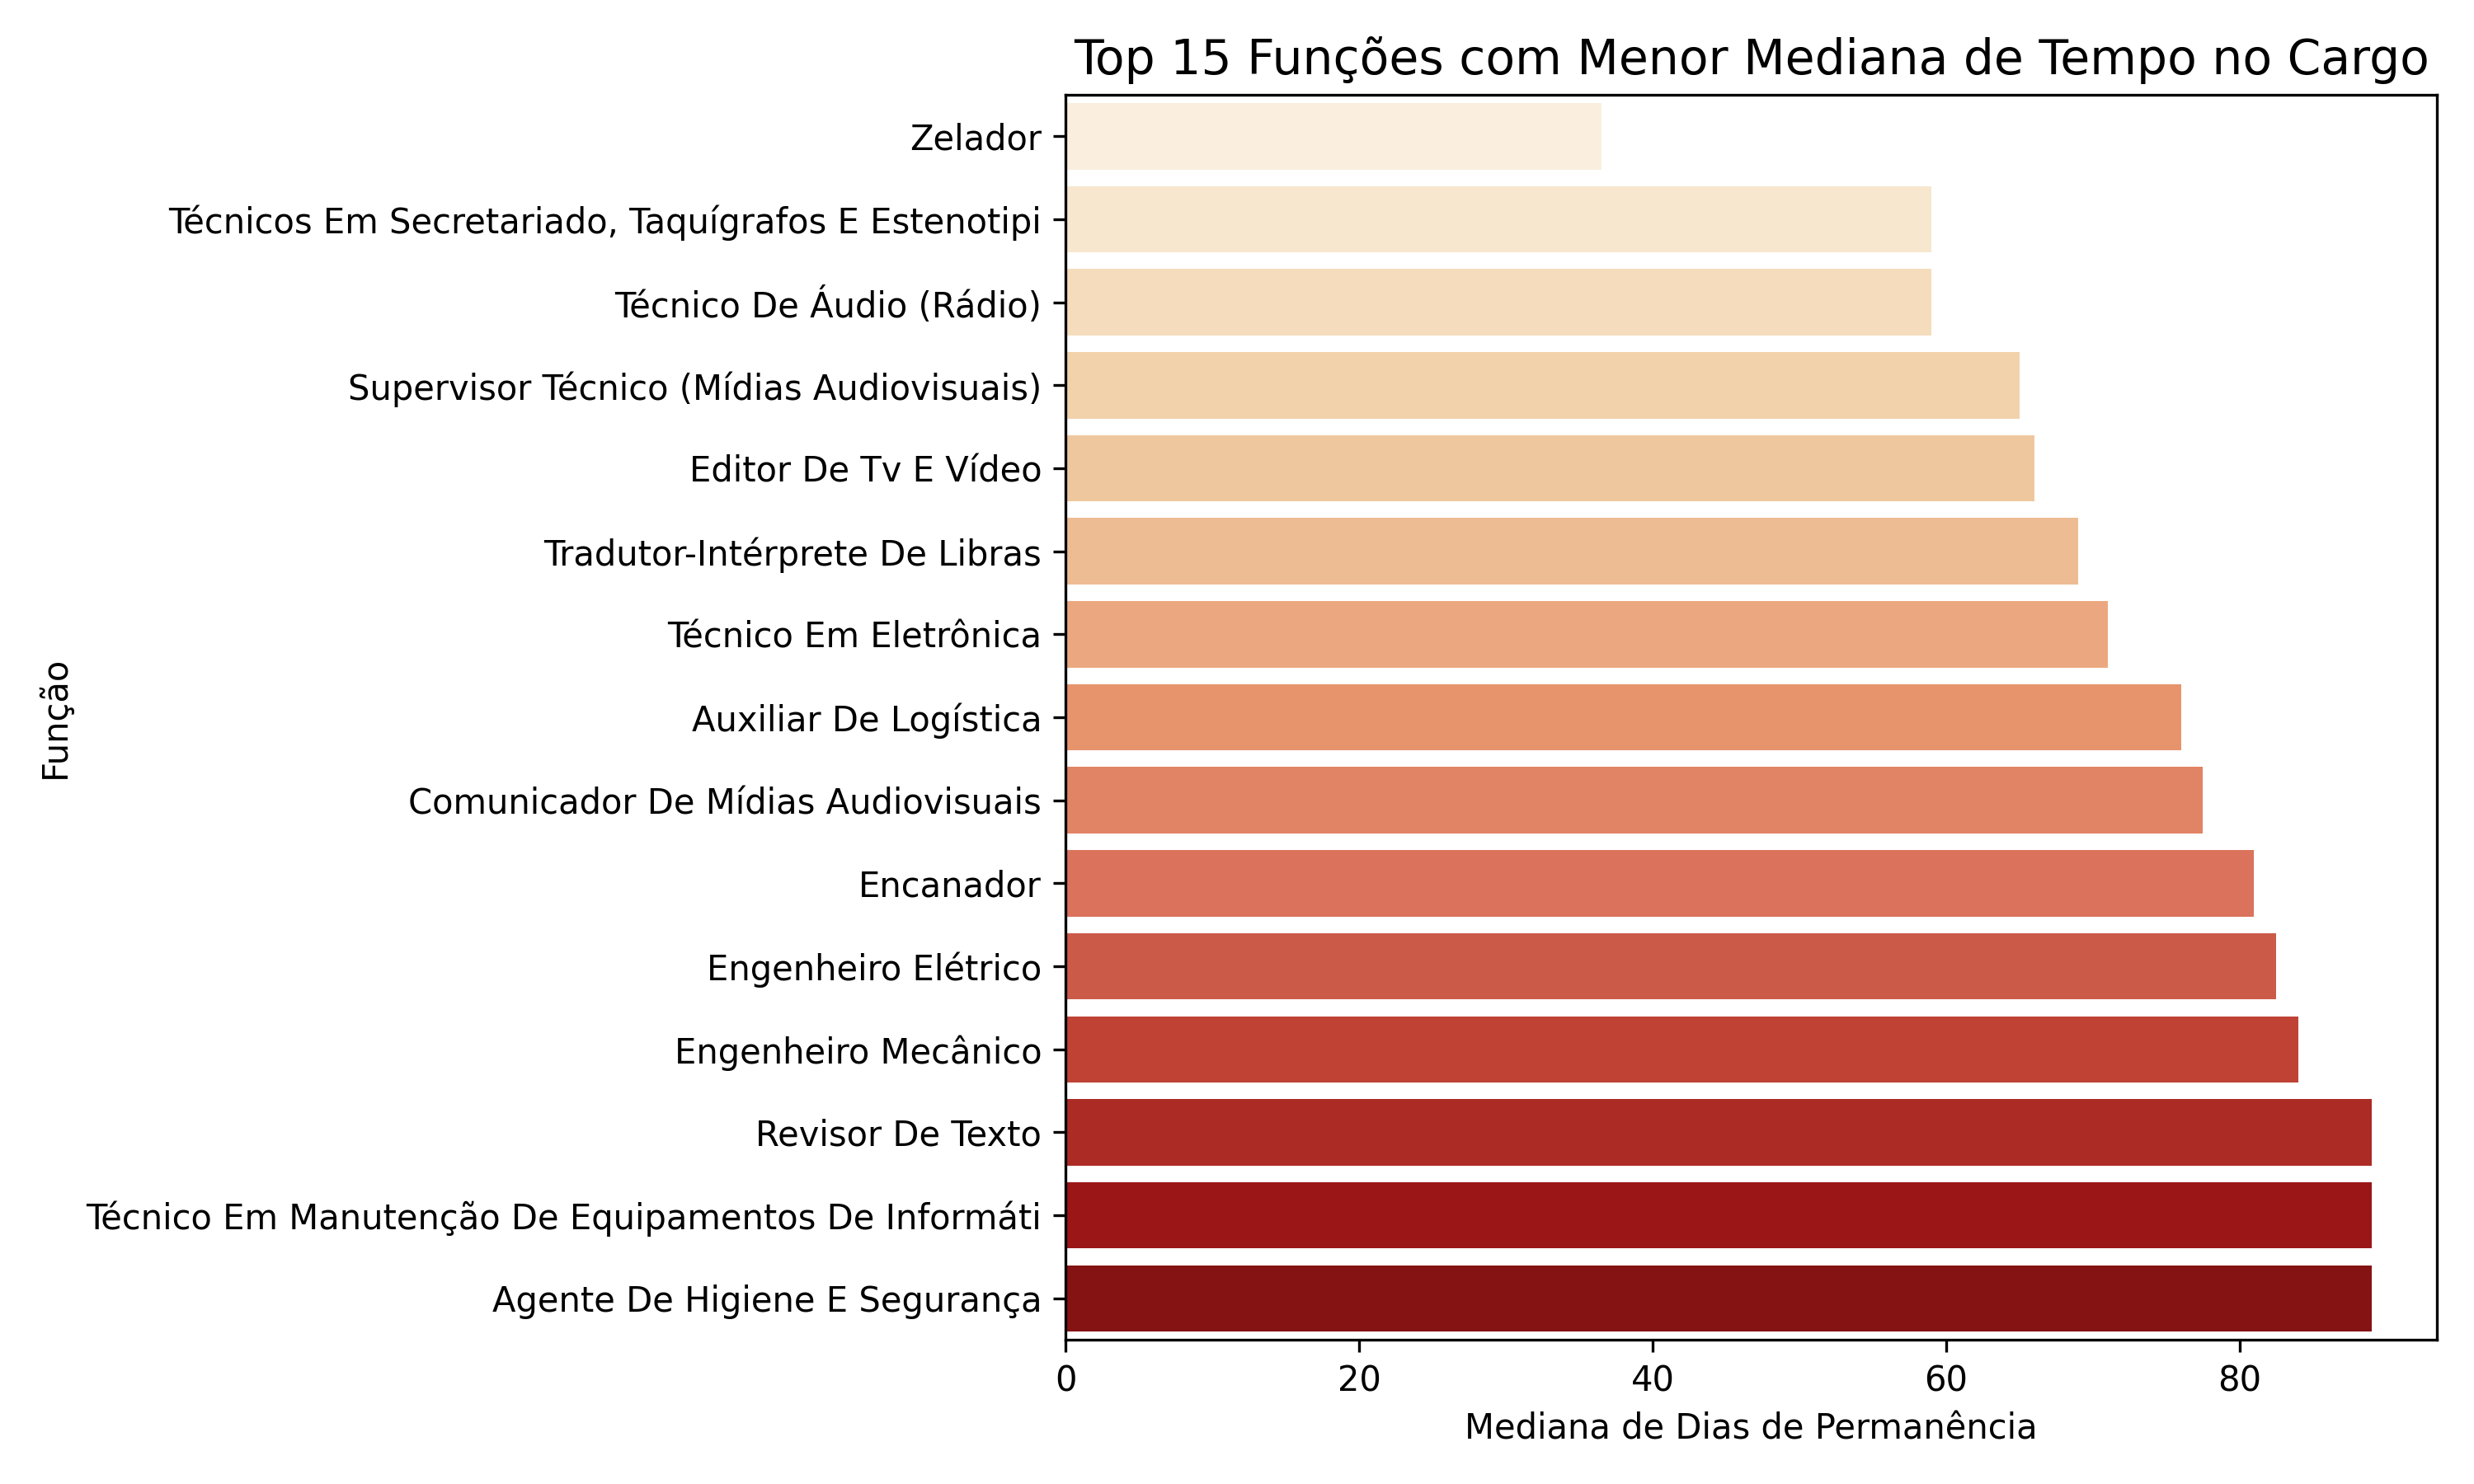 Top 15 Funções com Menor Mediana de Tempo no Cargo
Zelador
Técnicos Em Secretariado, Taquígrafos E Estenotipi
Técnico De Áudio (Rádio)
Supervisor Técnico (Mídias Audiovisuais)
Editor De Tv E Vídeo
Tradutor-Intérprete De Libras
Técnico Em Eletrônica
Auxiliar De Logística
Comunicador De Mídias Audiovisuais
Encanador
Engenheiro Elétrico
Engenheiro Mecânico
Revisor De Texto
Técnico Em Manutenção De Equipamentos De Informáti
Agente De Higiene E Segurança
Função
0 20 40 60 80
Mediana de Dias de Permanência